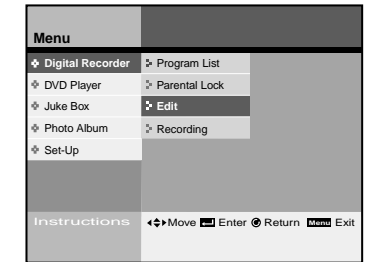 Menu
Digital Recorder
DVD Player
Juke Box
Photo Album
Set-Up
Program List
Parental Lock
Edit
Recording
Instructions
Move Enter Return Menu Exit